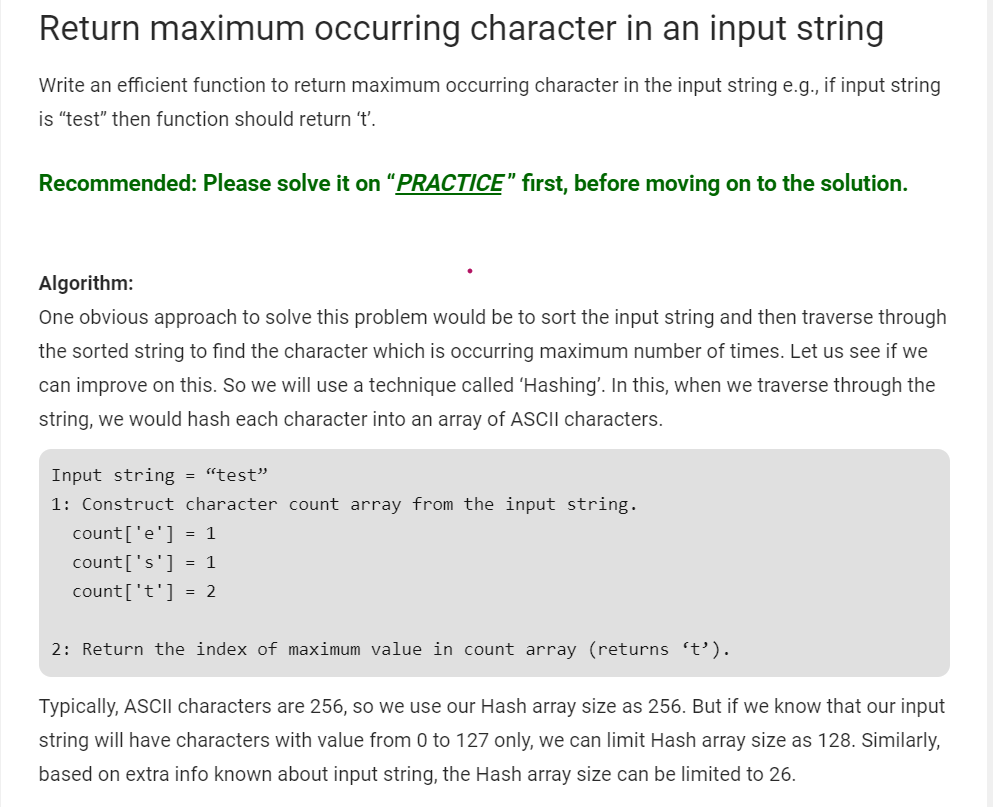 Return maximum occurring character in an input string
Write an efficient function to return maximum occurring character in the input string e.g., if input string
is “test” then function should return ‘t’.
Recommended: Please solve it on “PRACTICE” first, before moving on to the solution.
Algorithm:
One obvious approach to solve this problem would be to sort the input string and then traverse through
the sorted string to find the character which is occurring maximum number of times. Let us see if we
can improve on this. So we will use a technique called ‘Hashing’. In this, when we traverse through the
string, we would hash each character into an array of ASCII characters.
Input string = “test”
1: Construct character count array from the input string.
count['e'] = 1
count['s'] = 1
count['t'] = 2
2: Return the index of maximum value in count array (returns ‘t’).
Typically, ASCII characters are 256, so we use our Hash array size as 256. But if we know that our input
string will have characters with value from 0 to 127 only, we can limit Hash array size as 128. Similarly,
based on extra info known about input string, the Hash array size can be limited to 26.